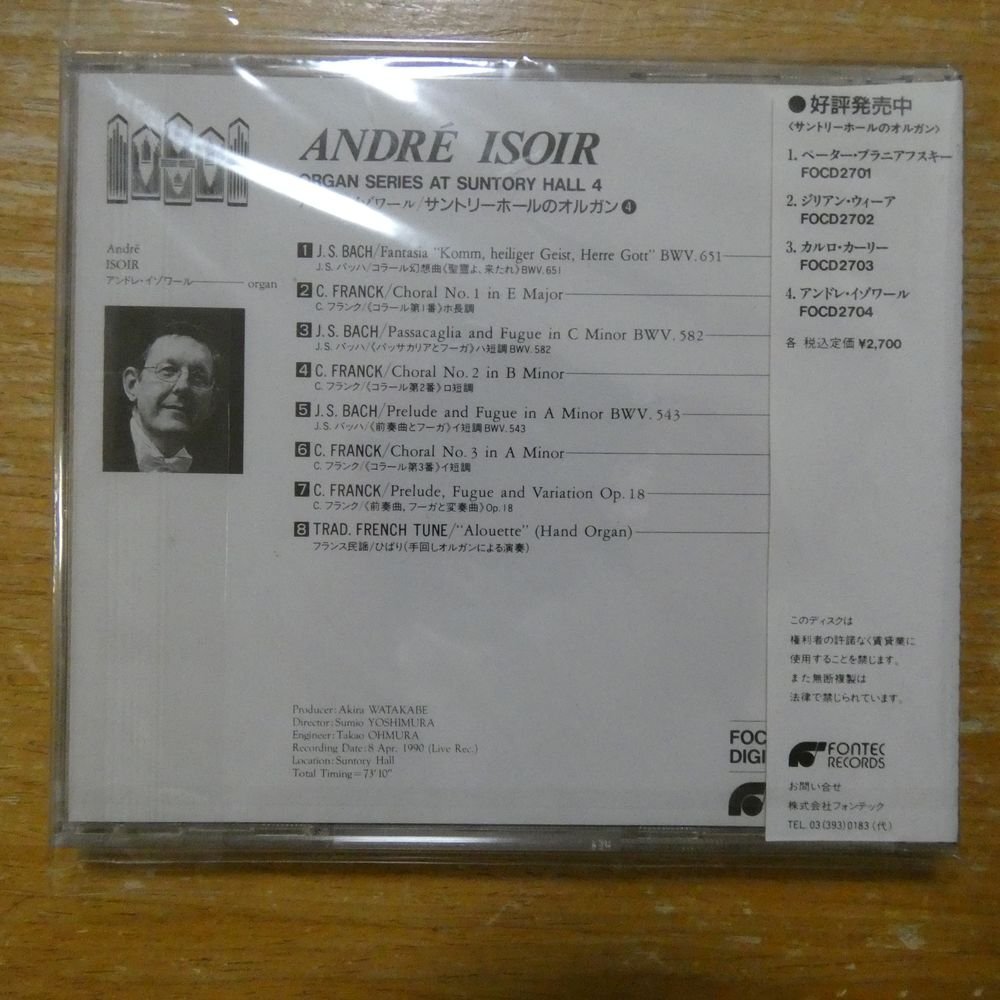 ANDRÉ ISOIR
ORGAN SERIES AT SUNTORY HALL 4
イゾワール/サントリーホールのオルガン❹
André
ISOIR
アンドレ・イゾワール organ
1 J.S. BACH/Fantasia "Komm, heiliger Geist, Herre Gott" BWV. 651
J.S. バッハ/コラール幻想曲《聖霊よ、来たれ》BWV. 651
2 C. FRANCK/Choral No. 1 in E Major
C. フランク/《コラール第1番》ホ長調
3 J.S. BACH/Passacaglia and Fugue in C Minor BWV. 582
J.S. バッハ/《パッサカリアとフーガ》ハ短調 BWV. 582
4 C. FRANCK/Choral No. 2 in B Minor
C. フランク/《コラール第2番》ロ短調
5 J.S. BACH/Prelude and Fugue in A Minor BWV. 543
J.S. バッハ/《前奏曲とフーガ》イ短調 BWV. 543
6 C. FRANCK/Choral No. 3 in A Minor
C. フランク/《コラール第3番》イ短調
7 C. FRANCK/Prelude, Fugue and Variation Op. 18
C. フランク/《前奏曲, フーガと変奏曲》Op. 18
8 TRAD. FRENCH TUNE/"Alouette" (Hand Organ)
フランス民謡/ひばり(手回しオルガンによる演奏)
Producer: Akira WATAKABE
Director: Sumio YOSHIMURA
Engineer: Takao OHMURA
Recording Date: 8 Apr. 1990 (Live Rec.)
Location: Suntory Hall
Total Timing=73'10"
FOC
DIGI
●好評発売中
〈サントリーホールのオルガン〉
1. ペーター・プラニアフスキー
FOCD2701
2. ジリアン・ウィーア
FOCD2702
3. カルロ・カーリー
FOCD2703
4. アンドレ・イゾワール
FOCD2704
各 税込定価 ¥2,700
このディスクは
権利者の許諾なく賃貸業に
使用することを禁じます。
また無断複製は
法律で禁じられています。
FONTEC
RECORDS
お問い合せ
株式会社フォンテック
TEL. 03(393)0183 (代)